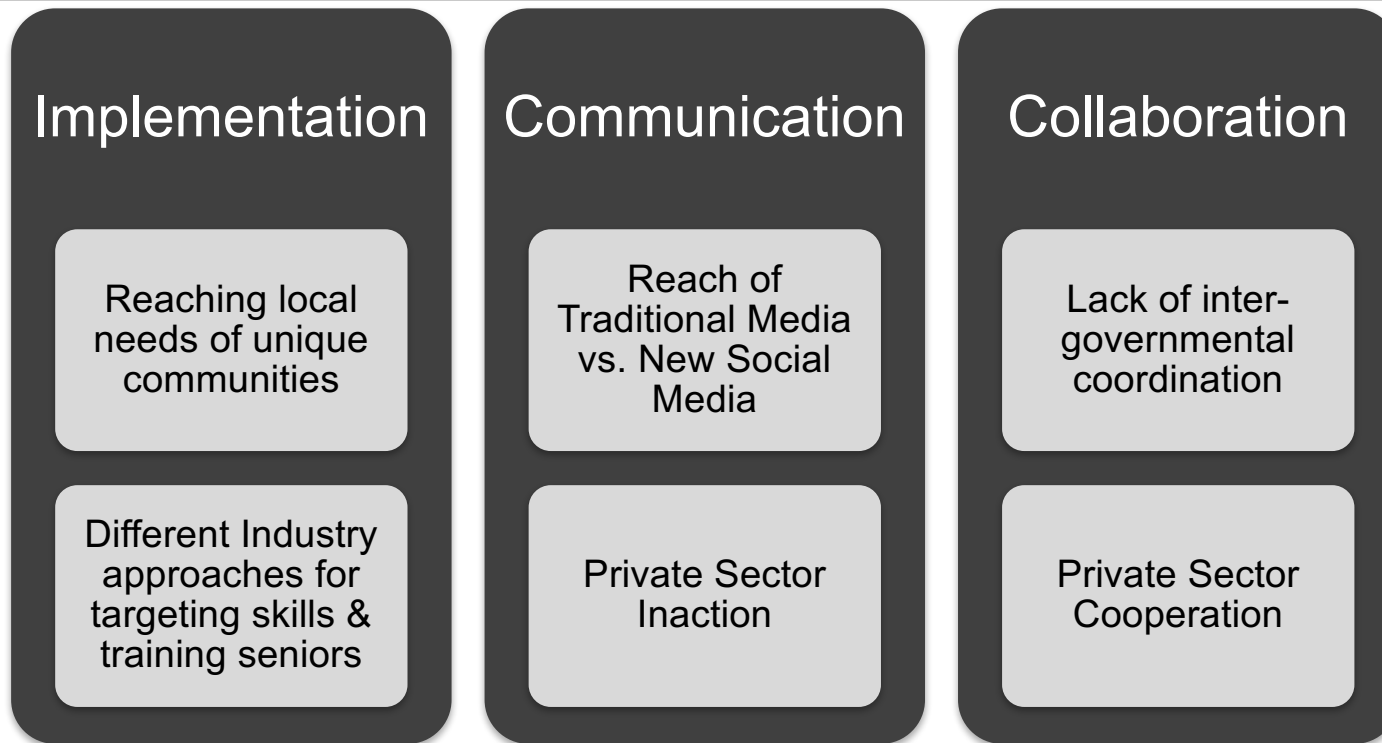 Implementation
Reaching local
needs of unique
communities
Different Industry
approaches for
targeting skills &
training seniors
Communication
Reach of
Traditional Media
vs. New Social
Media
Private Sector
Inaction
Collaboration
Lack of inter-
governmental
coordination
Private Sector
Cooperation